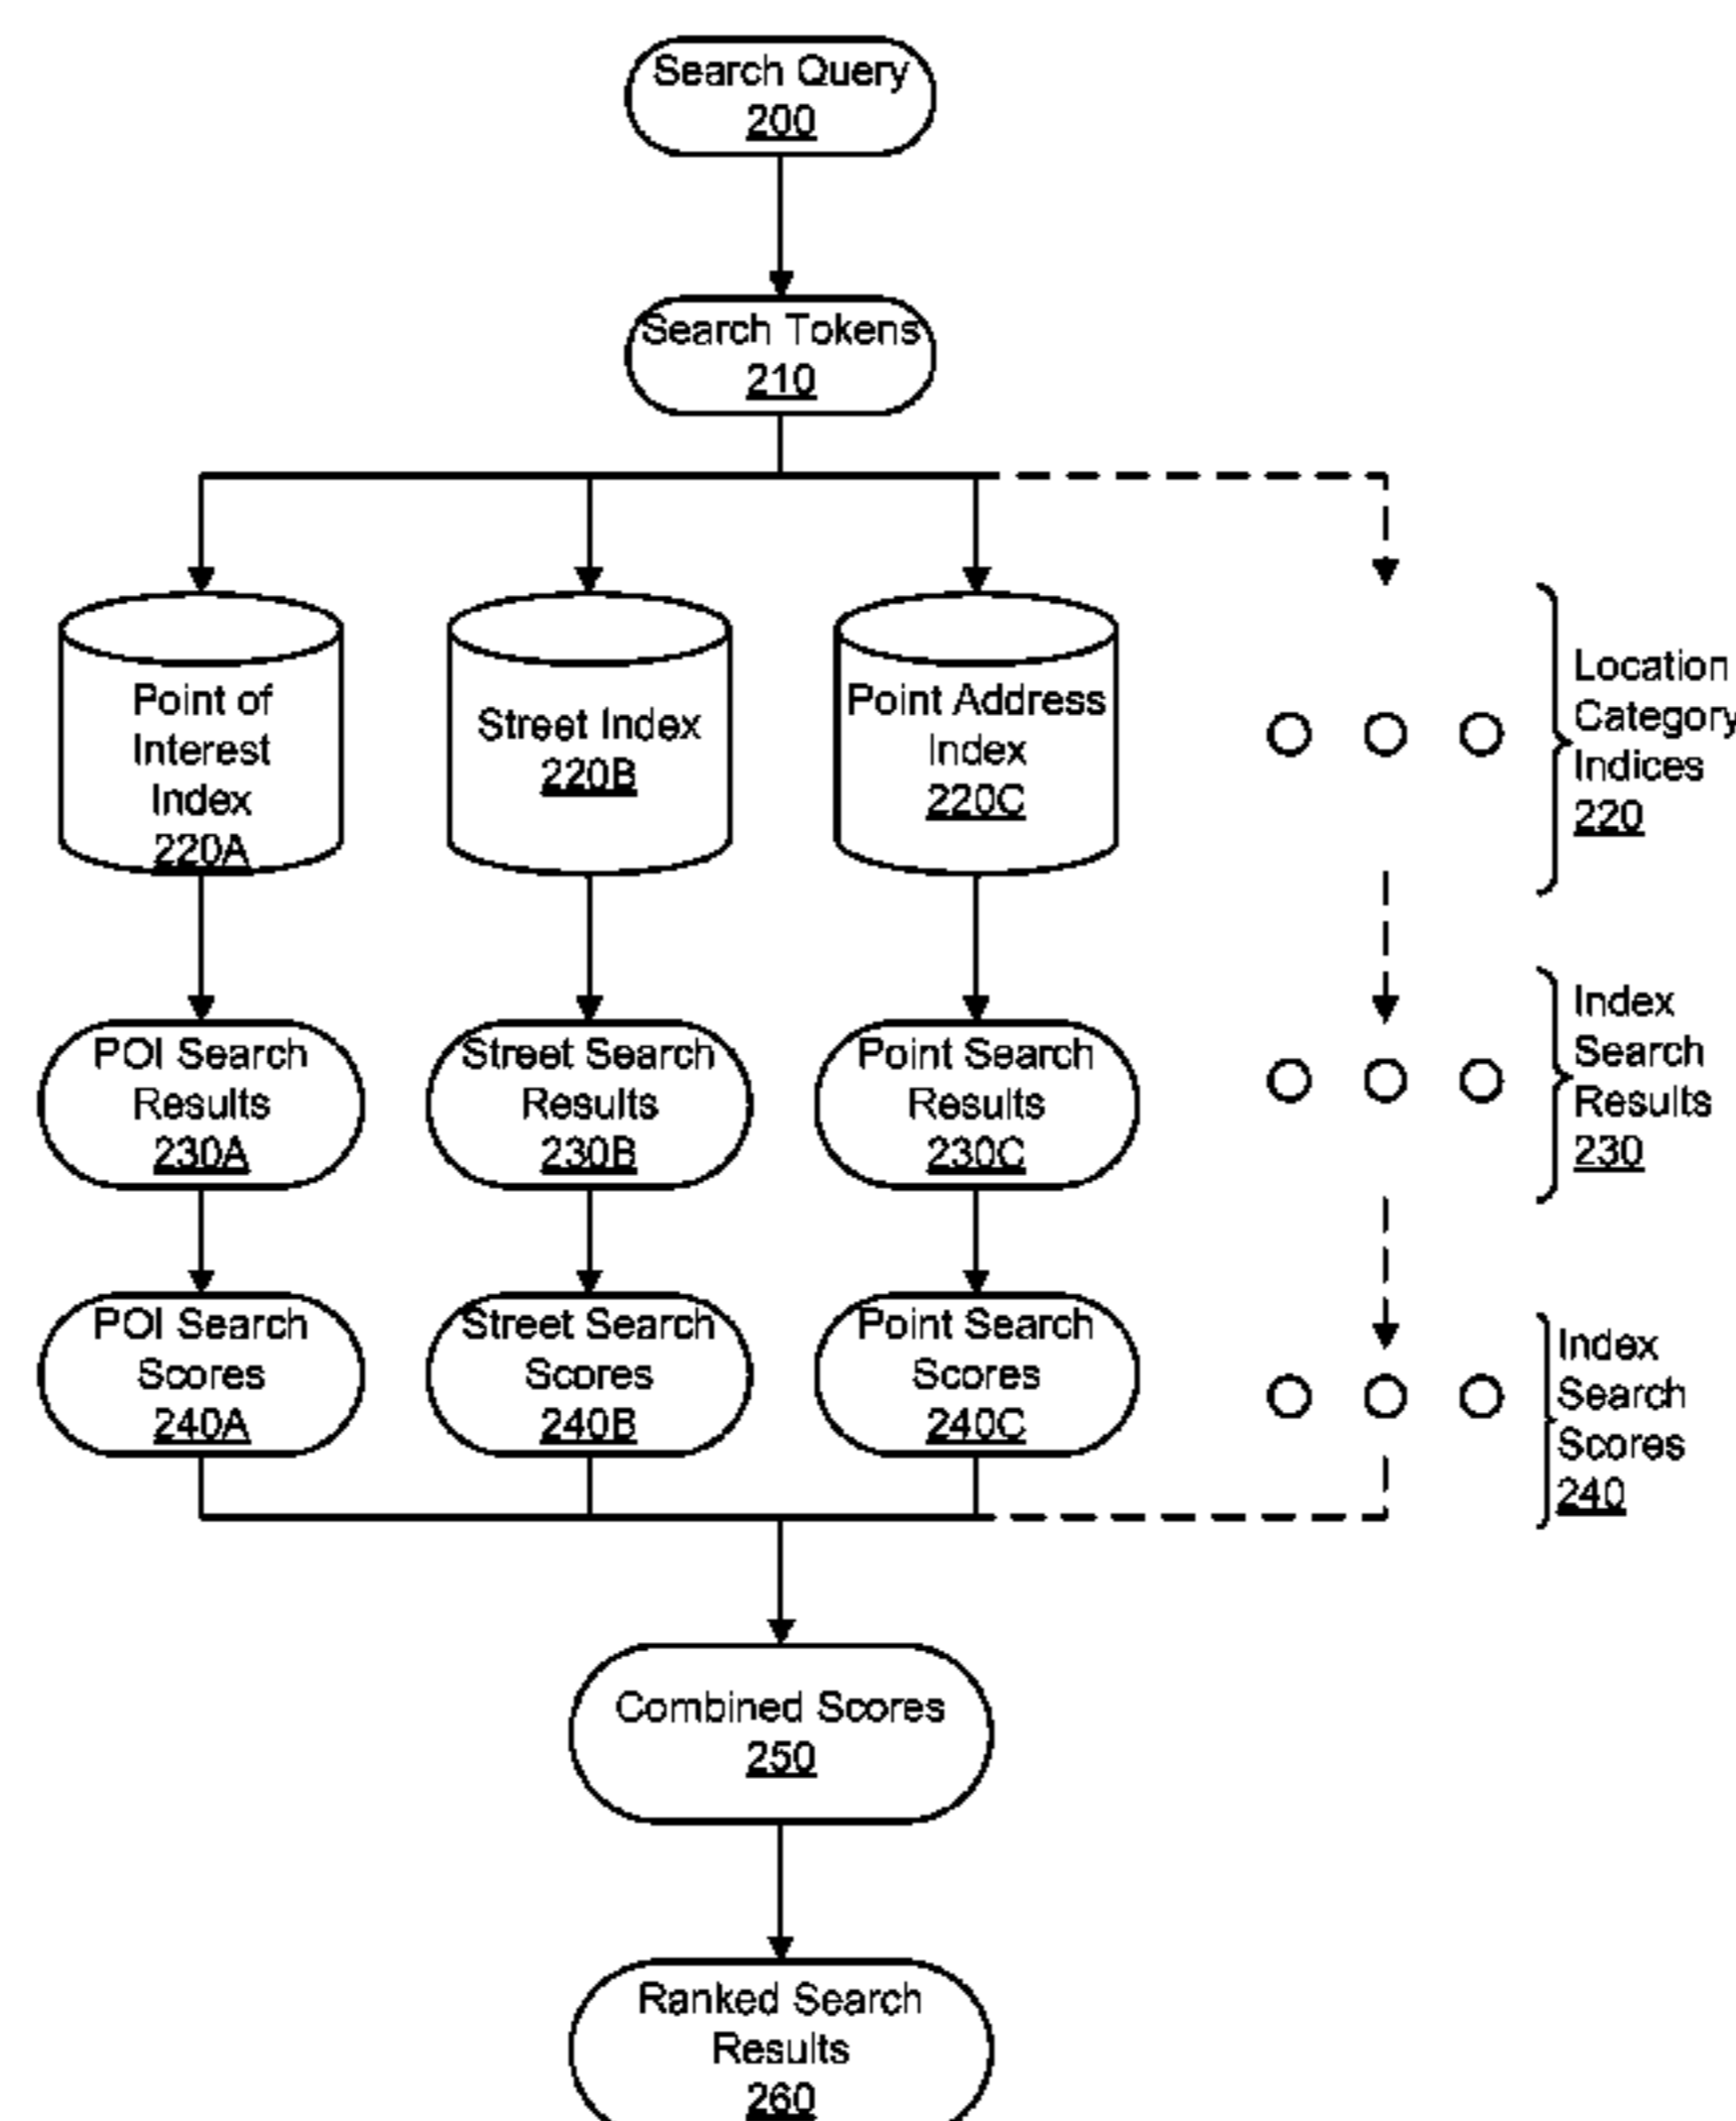 Search Query
200
Search Tokens
210
Point of
Interest
Index
220A
Street Index
220B
Point Address
Index
220C
Location
Category
Indices
220
POI Search
Results
230A
Street Search
Results
230B
Point Search
Results
230C
Index
Search
Results
230
POI Search
Scores
240A
Street Search
Scores
240B
Point Search
Scores
240C
Index
Search
Scores
240
Combined Scores
250
Ranked Search
Results
260